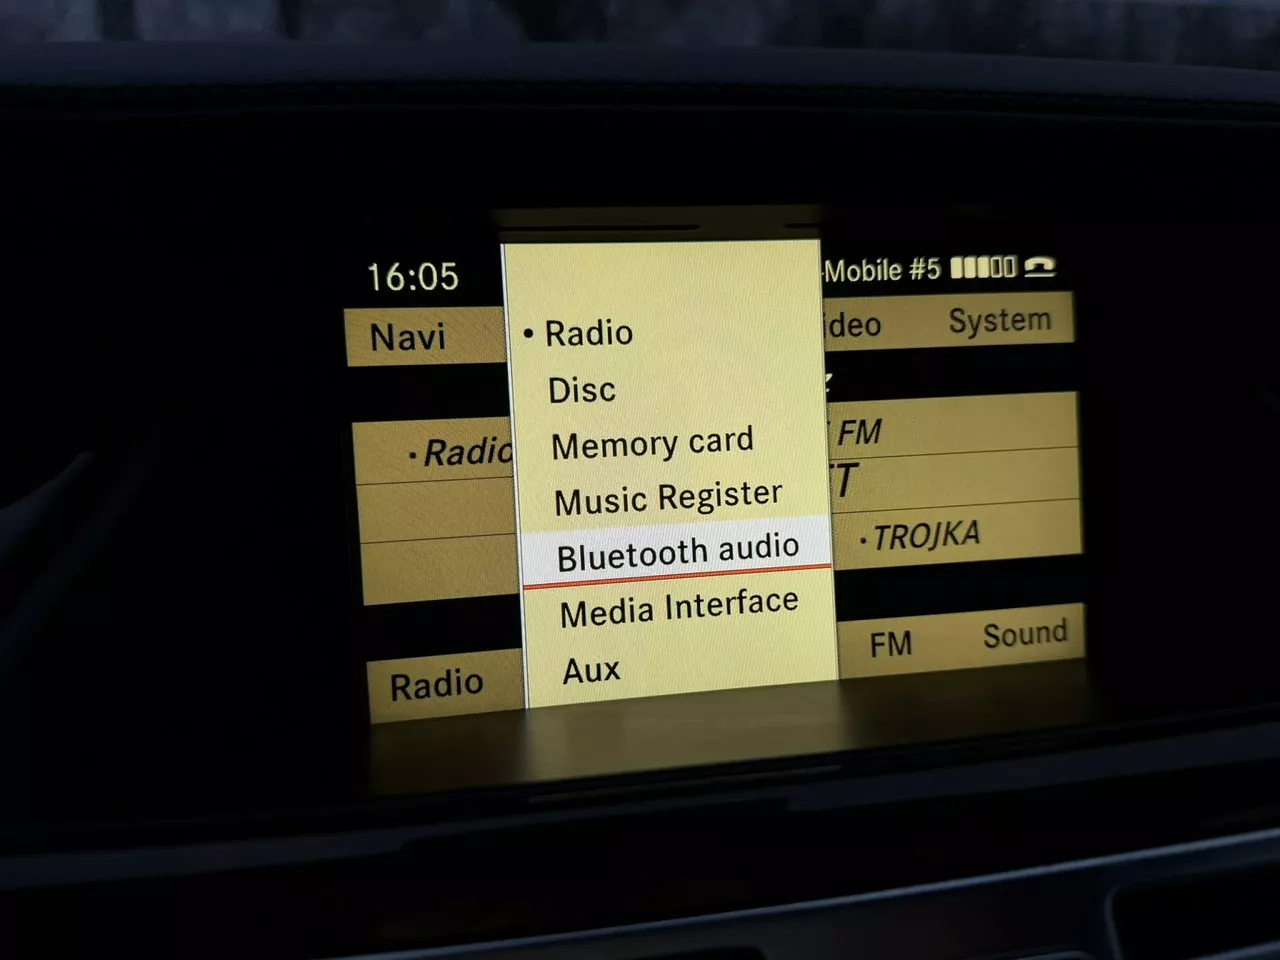 16:05
-Mobile #5
Navi
System
• Radio
Disc
Memory card
Music Register
Bluetooth audio
Media Interface
Aux
FM
• TROJKA
Radio
FM
Sound